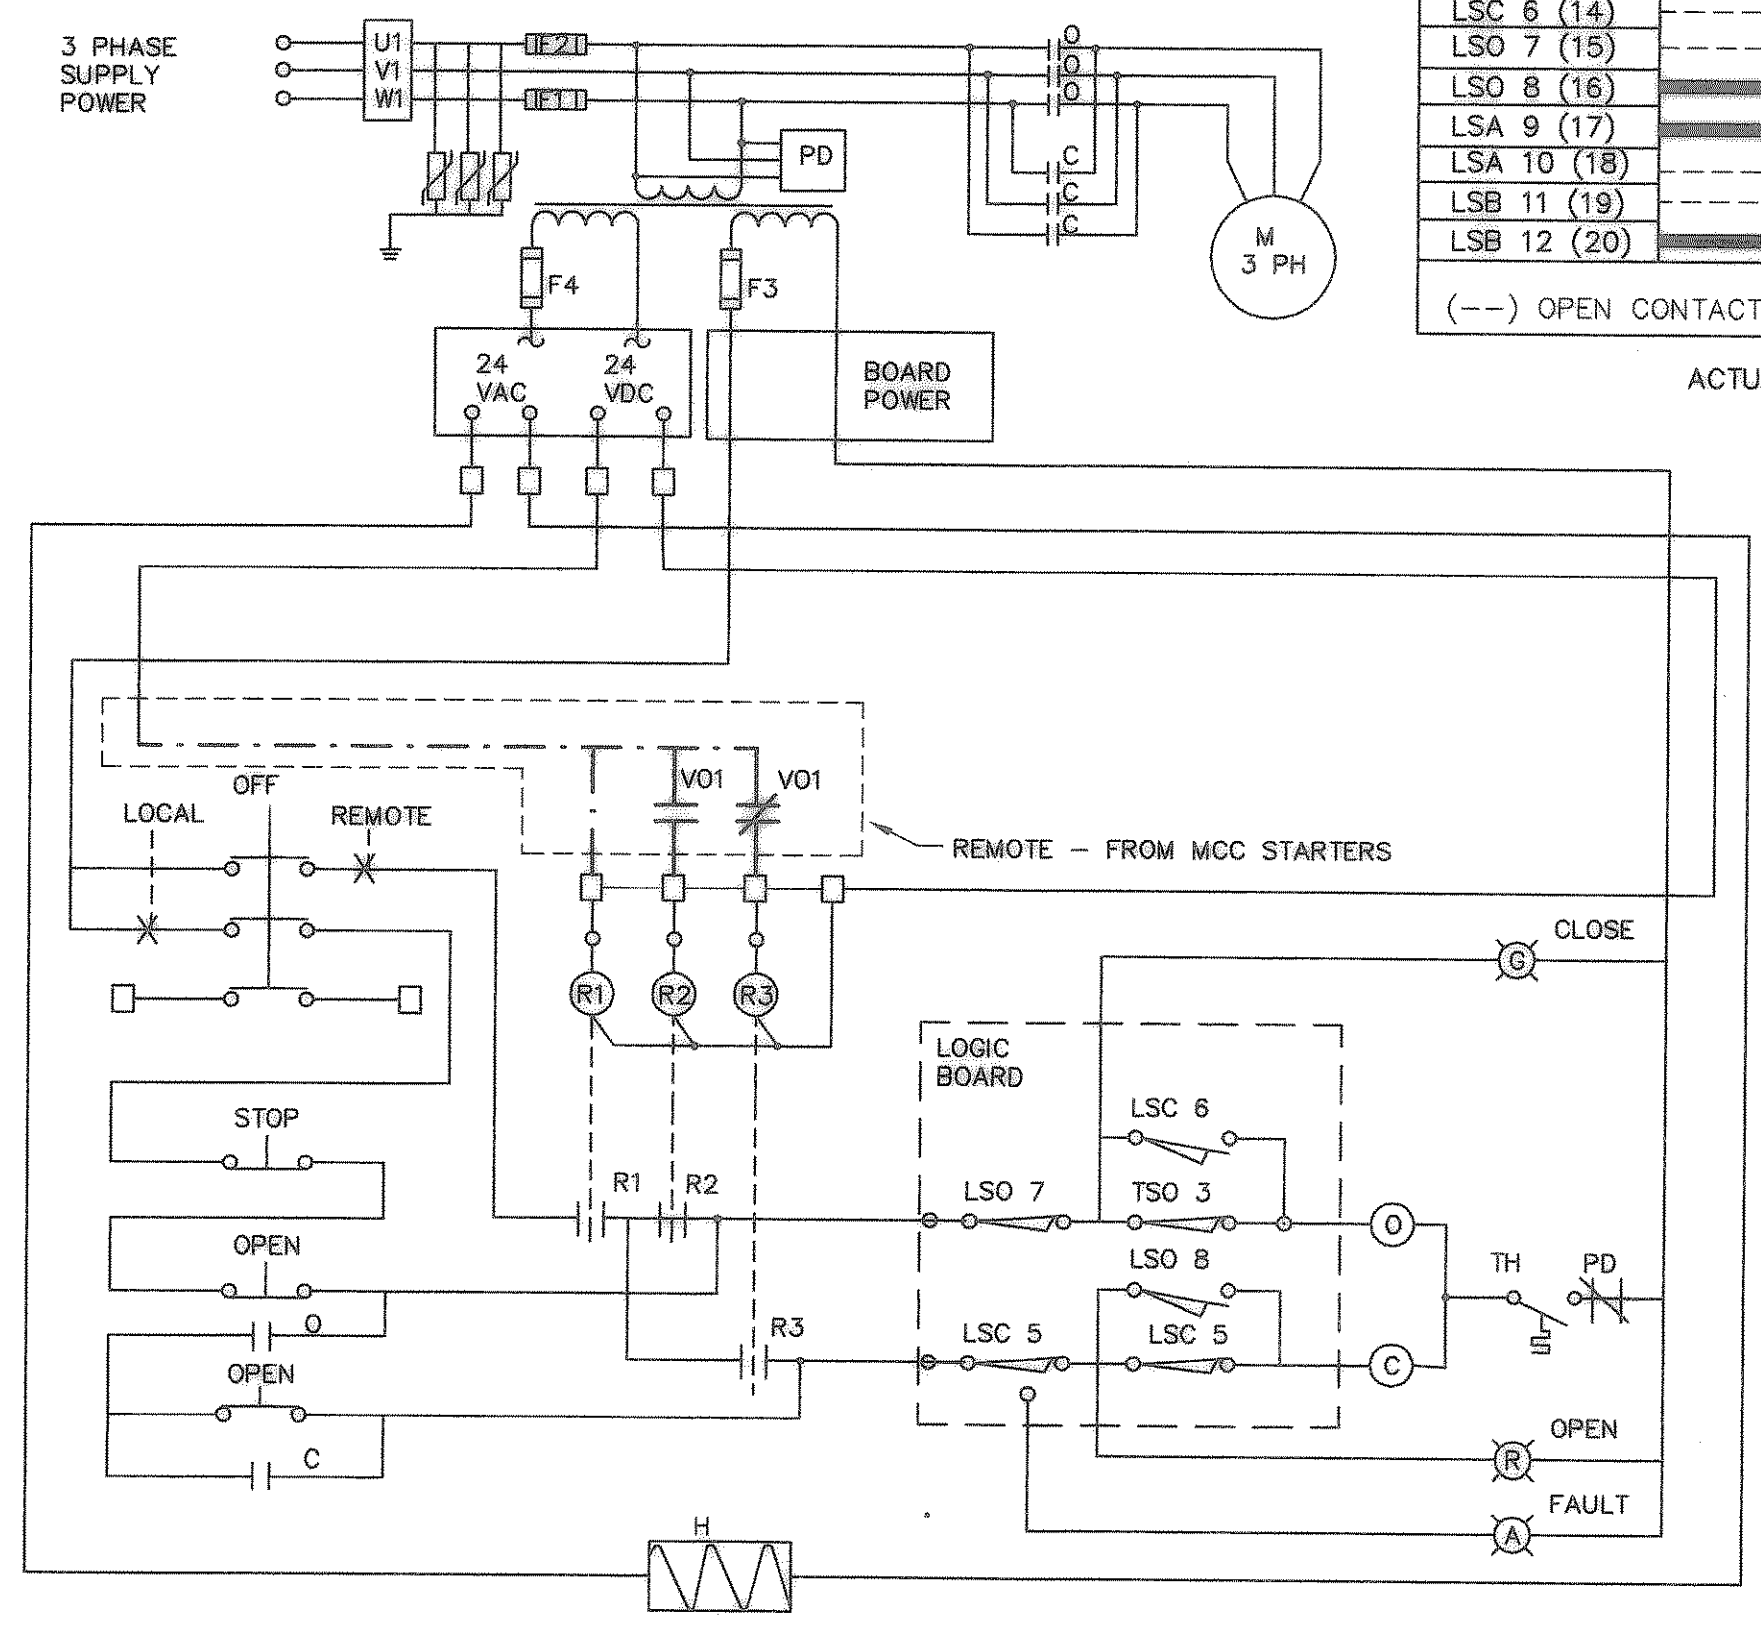 LSC 6 (14)
LSO 7 (15)
LSO 8 (16)
LSA 9 (17)
LSA 10 (18)
LSB 11 (19)
LSB 12 (20)
(--) OPEN CONTACT
ACTU
3 PHASE
SUPPLY
POWER
U1
V1
W1
F2
F1
PD
O
O
O
C
C
C
M
3 PH
F4
F3
24
VAC
24
VDC
BOARD
POWER
OFF
LOCAL
REMOTE
VO1
VO1
REMOTE - FROM MCC STARTERS
R1
R2
R3
CLOSE
G
LOGIC
BOARD
LSC 6
STOP
R1
R2
LSO 7
TSO 3
O
OPEN
LSO 8
TH
PD
O
R3
LSC 5
LSC 5
C
OPEN
C
OPEN
R
FAULT
A
H